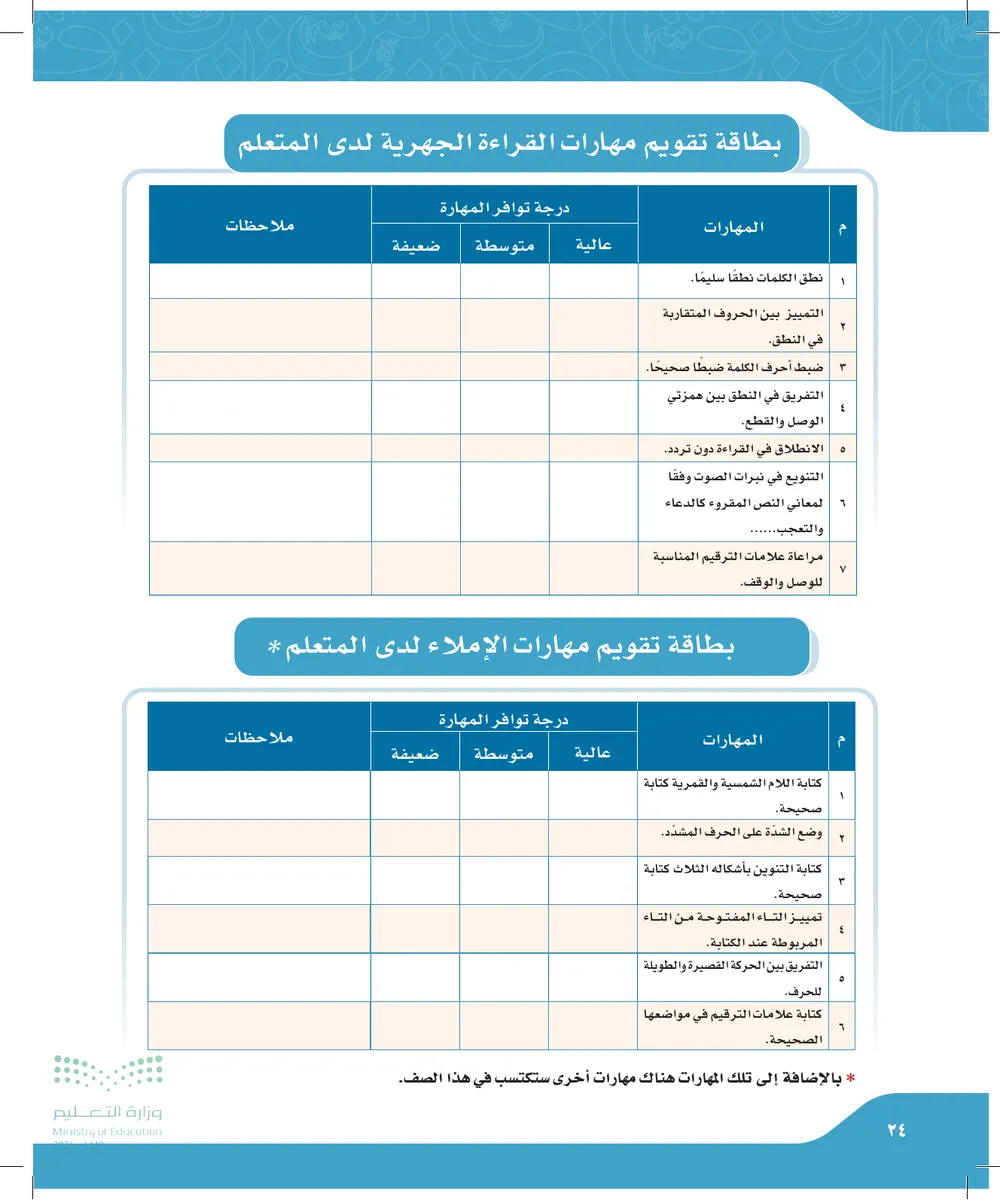 بطاقة تقويم مهارات القراءة الجهرية لدى المتعلم
م
المهارات
درجة توافر المهارة
عالية
متوسطة
ضعيفة
ملاحظات
١
نطق الكلمات نطقًا سليمًا.
٢
التمييز بين الحروف المتقاربة
في النطق.
٣
ضبط أحرف الكلمة ضبطًا صحيحًا.
٤
التفريق في النطق بين همزتي
الوصل والقطع.
٥
الانطلاق في القراءة دون تردد.
٦
التنويع في نبرات الصوت وفقًا
لمعاني النص المقروء كالدعاء
والتعجب......
٧
مراعاة علامات الترقيم المناسبة
للوصل والوقف.
بطاقة تقويم مهارات الإملاء لدى المتعلم *
م
المهارات
درجة توافر المهارة
عالية
متوسطة
ضعيفة
ملاحظات
١
كتابة اللام الشمسية والقمرية كتابة
صحيحة.
٢
وضع الشدّة على الحرف المشدّد.
٣
كتابة التنوين بأشكاله الثلاث كتابة
صحيحة.
٤
تمييـز التـاء المفتـوحـة مـن التـاء
المربوطة عند الكتابة.
٥
التفريق بين الحركة القصيرة والطويلة
للحرف.
٦
كتابة علامات الترقيم في مواضعها
الصحيحة.
* بالإضافة إلى تلك المهارات هناك مهارات أخرى ستكتسب في هذا الصف.
وزارة التعـــليم
Ministry of Education
٢٤